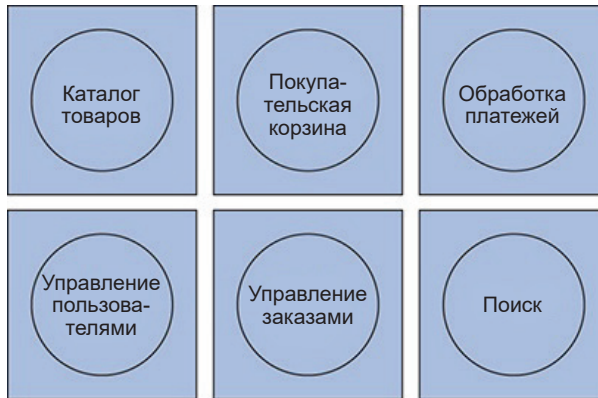 Каталог
товаров
Покупа-
тельская
корзина
Обработка
платежей
Управление
пользова-
телями
Управление
заказами
Поиск